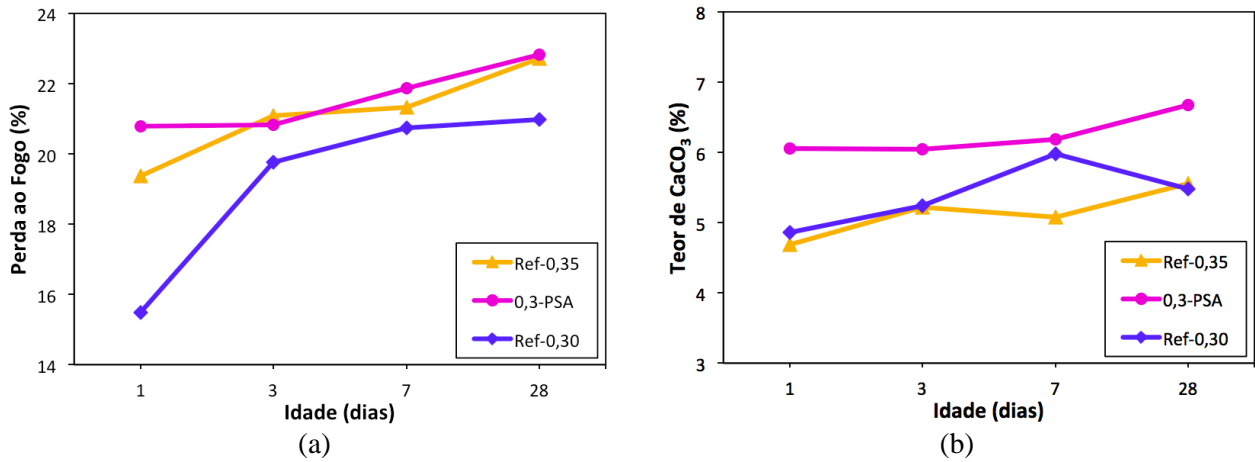 24
22
20
18
16
14
Perda ao Fogo (%)
Ref-0,35
0,3-PSA
Ref-0,30
1 3 7 28
Idade (dias)
(a)
8
7
6
5
4
3
Teor de CaCO3 (%)
Ref-0,35
0,3-PSA
Ref-0,30
1 3 7 28
Idade (dias)
(b)